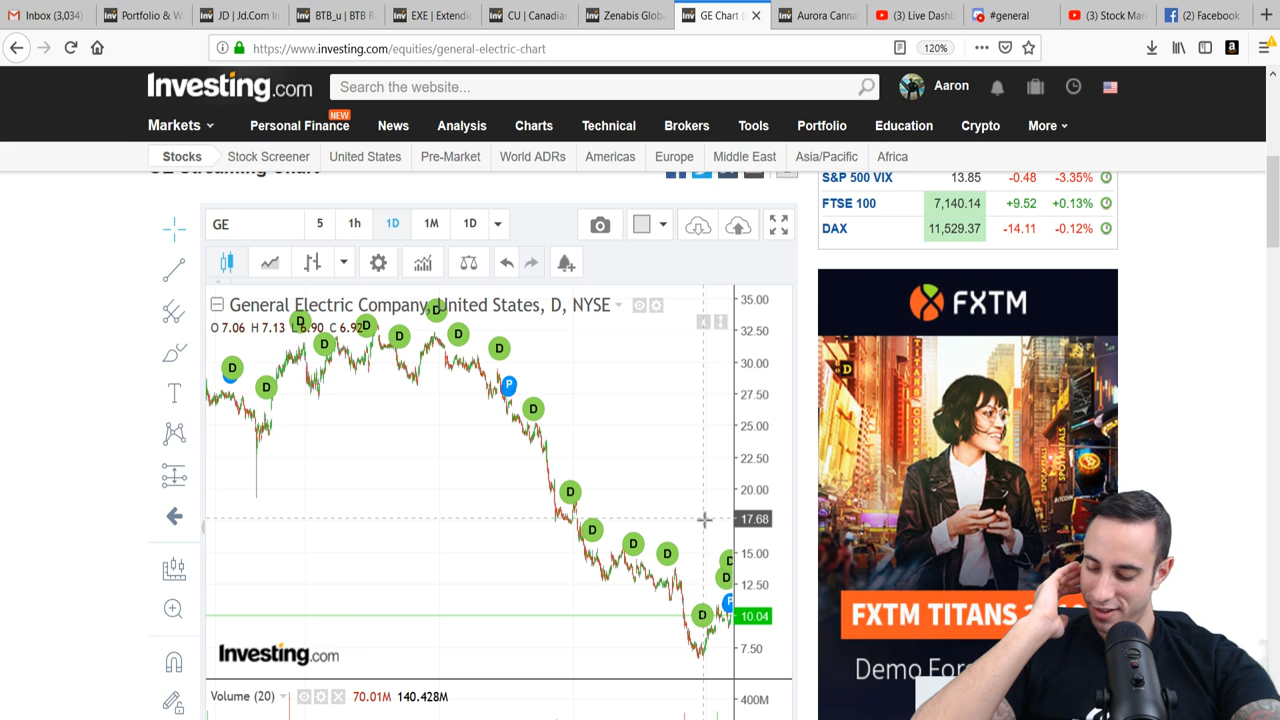 Inbox (3,034)
Portfolio & W
JD | Jd.Com In
BTB_u | BTB R
EXE | Extendic
CU | Canadian
Zenabis Globa
GE Chart
Aurora Canna
(3) Live Dash
#general
(3) Stock Mar
(2) Facebook
https://www.investing.com/equities/general-electric-chart
120%
Investing.com
Search the website...
Aaron
NEW
Markets
Personal Finance
News
Analysis
Charts
Technical
Brokers
Tools
Portfolio
Education
Crypto
More
Stocks
Stock Screener
United States
Pre-Market
World ADRs
Americas
Europe
Middle East
Asia/Pacific
Africa
GE Streaming Chart
S&P 500 VIX 13.85 -0.48 -3.35%
FTSE 100 7,140.14 +9.52 +0.13%
DAX 11,529.37 -14.11 -0.12%
GE 5 1h 1D 1M 1D
General Electric Company, United States, D, NYSE
O 7.06 H 7.13 L 6.90 C 6.92
35.00
32.50
30.00
27.50
25.00
22.50
20.00
17.68
15.00
12.50
10.04
7.50
D
D
D
D
D
D
D
D
D
P
D
D
D
D
D
D
D
D
P
Investing.com
Volume (20) 70.01M 140.428M
400M
FXTM
FXTM TITANS
Demo For